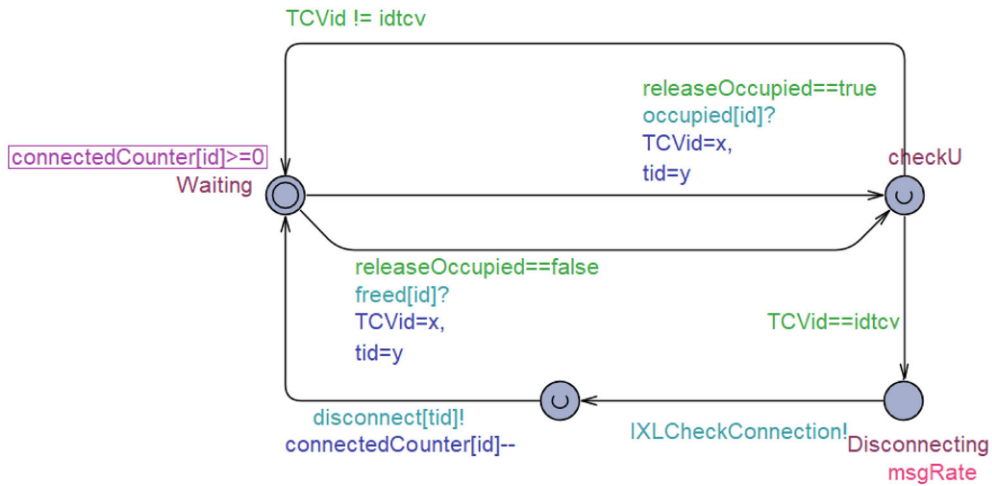 TCVid != idtcv
releaseOccupied==true
occupied[id]?
TCVid=x,
tid=y
connectedCounter[id]>=0
Waiting
checkU
releaseOccupied==false
freed[id]?
TCVid=x,
tid=y
TCVid==idtcv
disconnect[tid]!
connectedCounter[id]--
IXLCheckConnection!
Disconnecting
msgRate